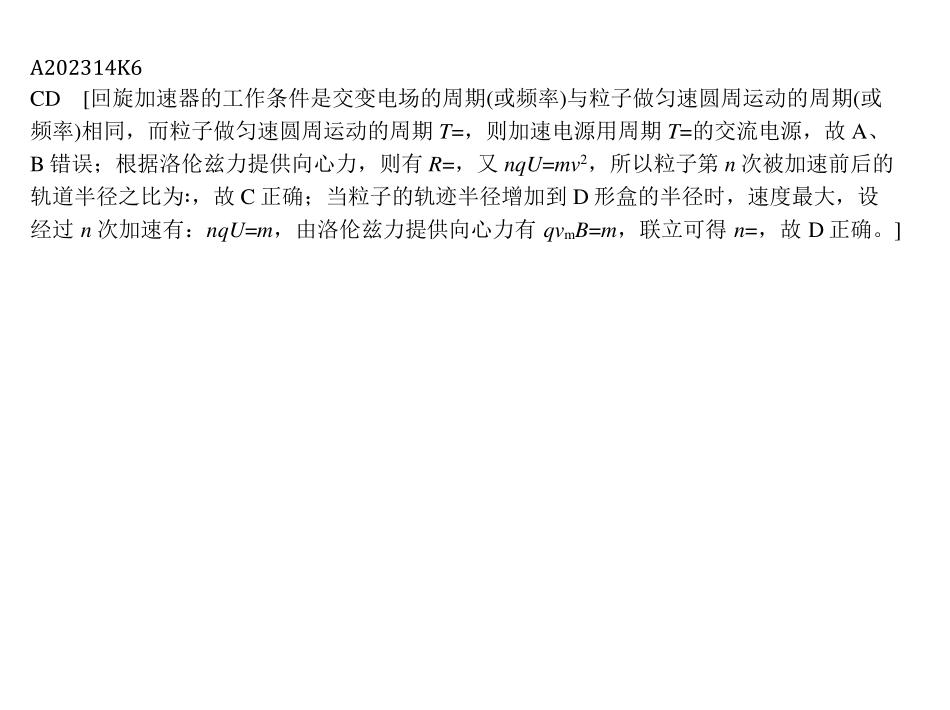 A202314K6
CD [回旋加速器的工作条件是交变电场的周期(或频率)与粒子做匀速圆周运动的周期(或
频率)相同，而粒子做匀速圆周运动的周期 T=，则加速电源用周期 T=的交流电源，故 A、
B 错误；根据洛伦兹力提供向心力，则有 R=，又 nqU=mv²，所以粒子第 n 次被加速前后的
轨道半径之比为∶，故 C 正确；当粒子的轨迹半径增加到 D 形盒的半径时，速度最大，设
经过 n 次加速有：nqU=m，由洛伦兹力提供向心力有 qvₘB=m，联立可得 n=，故 D 正确。]